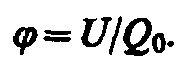 φ = U/Q₀.